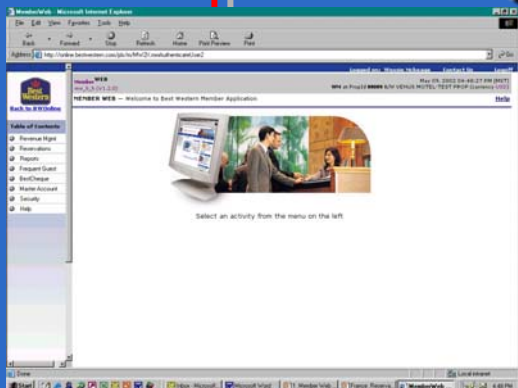 MemberWeb - Microsoft Internet Explorer
File Edit View Favorites Tools Help
Back Forward Stop Refresh Home Print Preview Print
Address
Contact Us Logoff
Member WEB
May 09, 2002 04:48:27 PM (MST)
MEMBER WEB — Welcome to Best Western Member Application
Help
Best Western
Back to BWOnline
Table of Contents
Revenue Mgmt
Reservations
Reports
Frequent Guest
BestCheque
Master Account
Security
Help
Select an activity from the menu on the left
Done
Local intranet
Start
Microsoft Word
MemberWeb